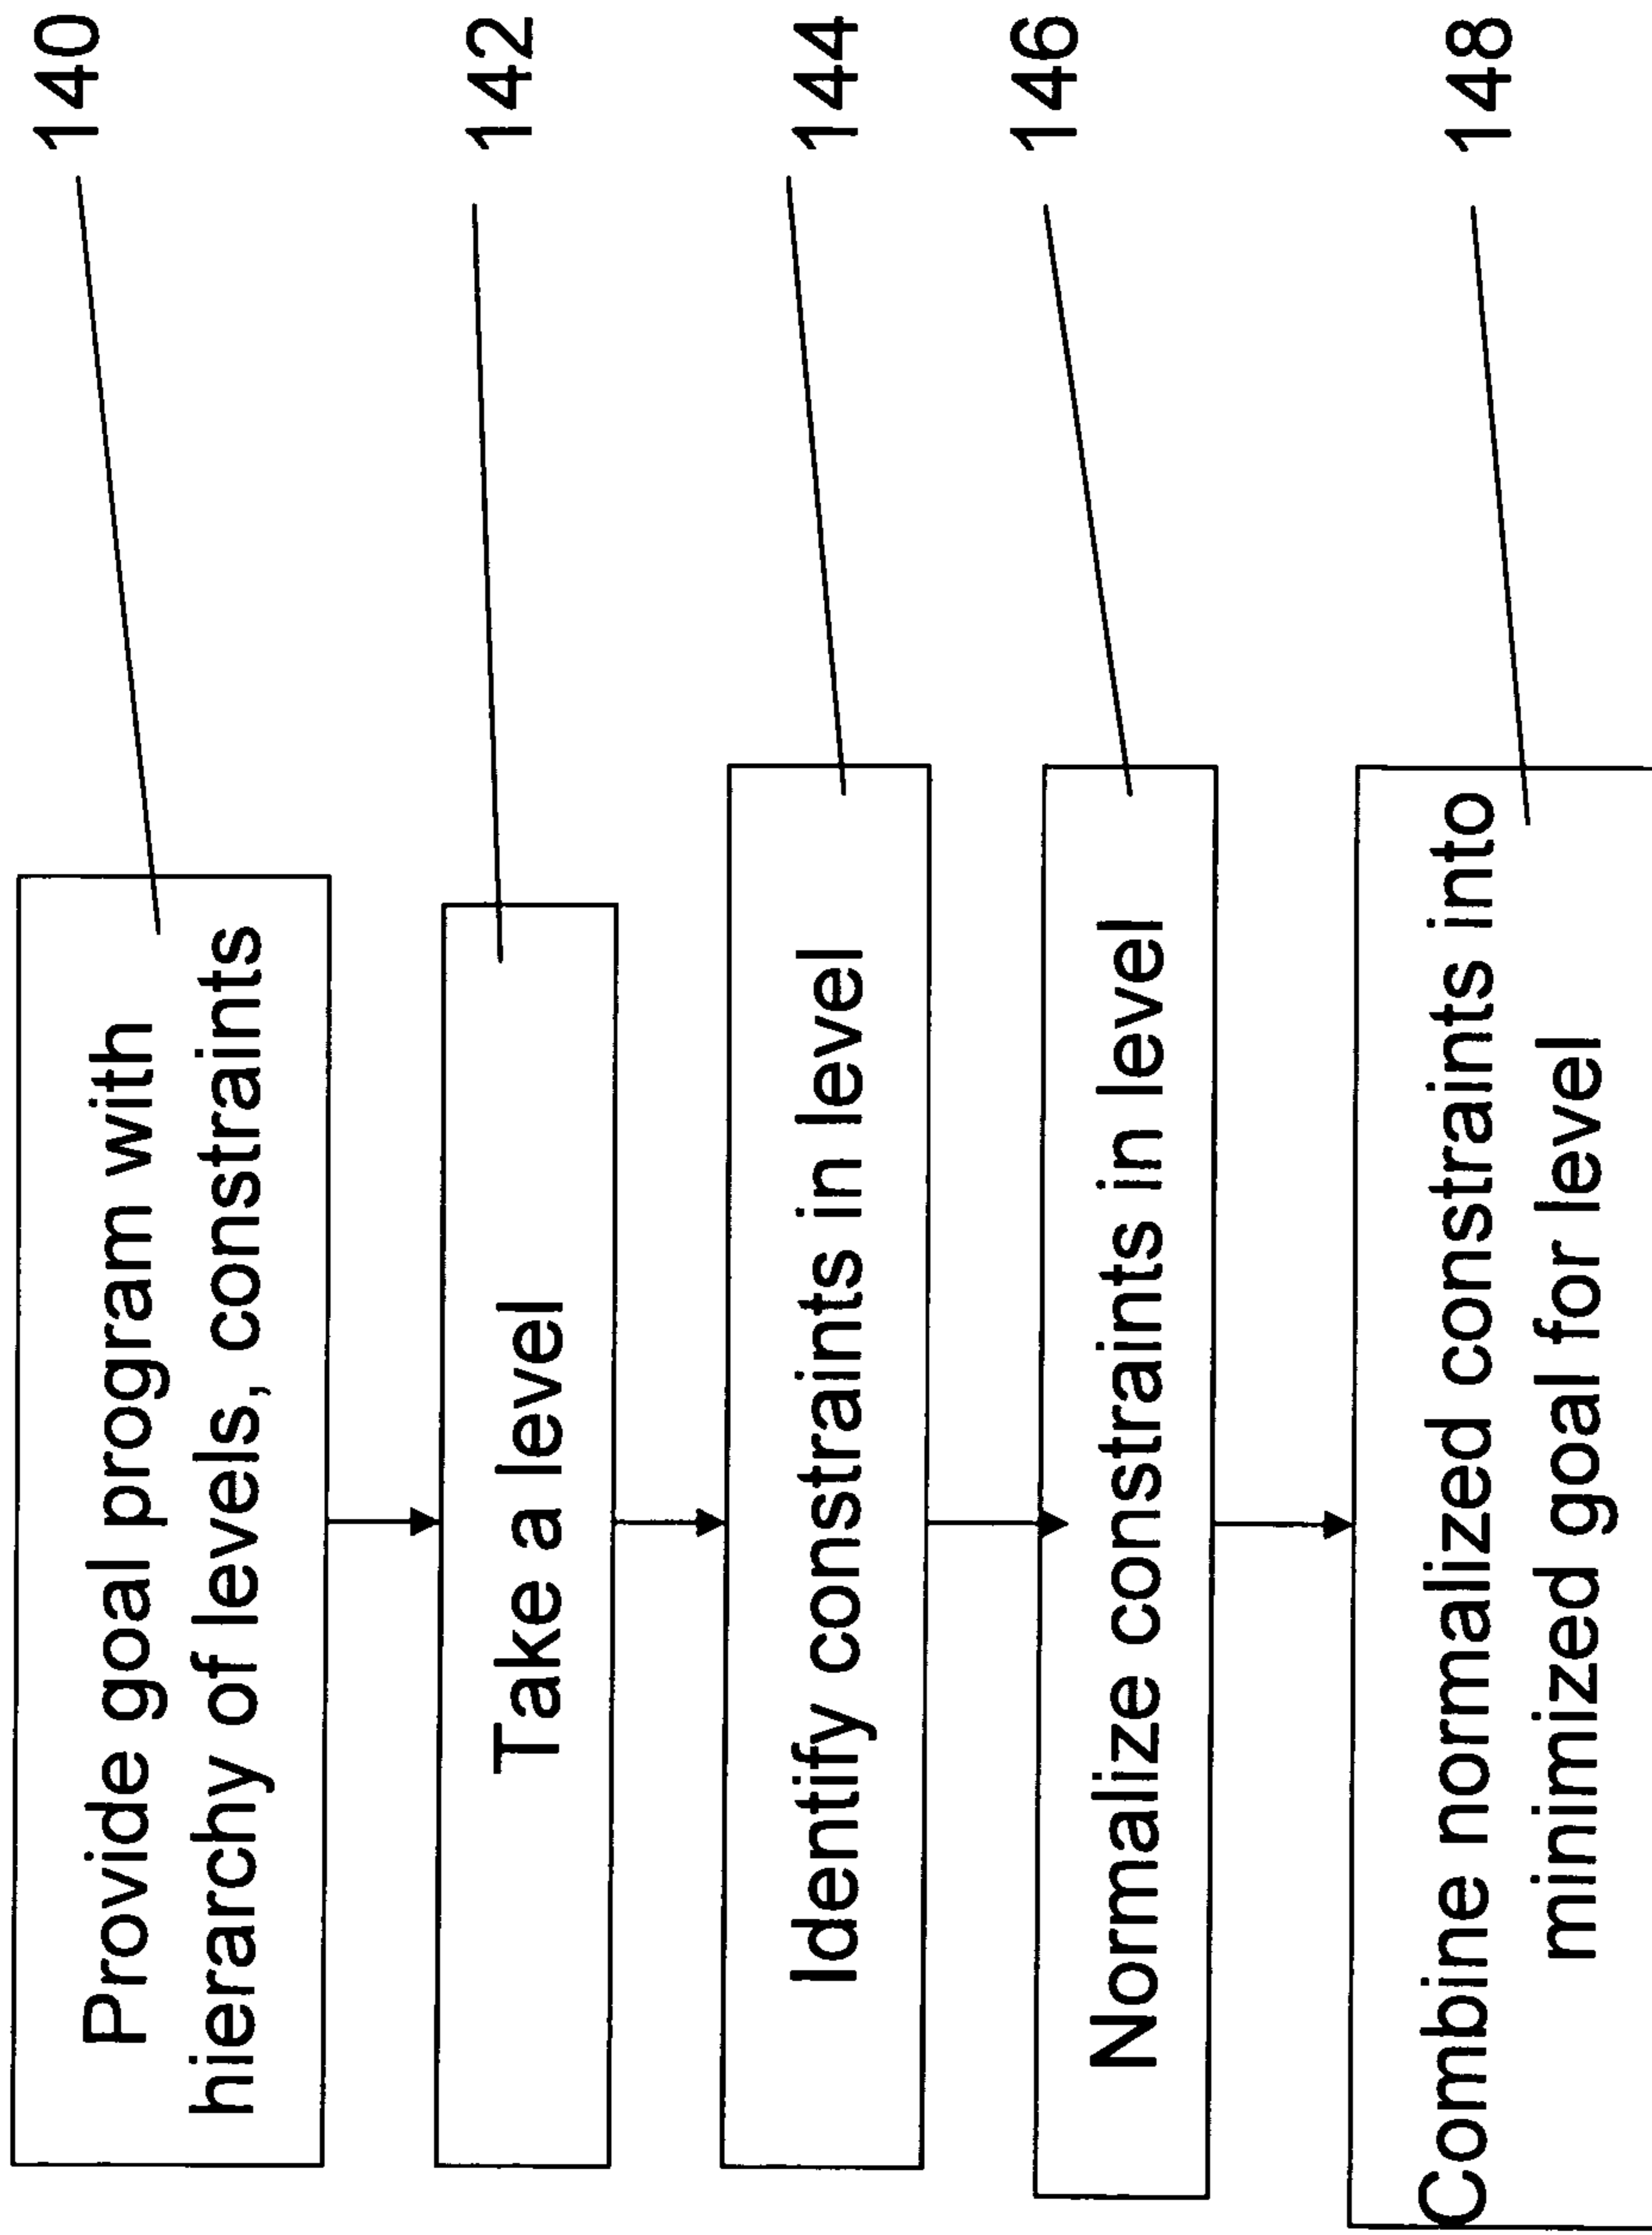 Provide goal program with
hierarchy of levels, constraints
140
Take a level
142
Identify constraints in level
144
Normalize constraints in level
146
Combine normalized constraints into
minimized goal for level
148